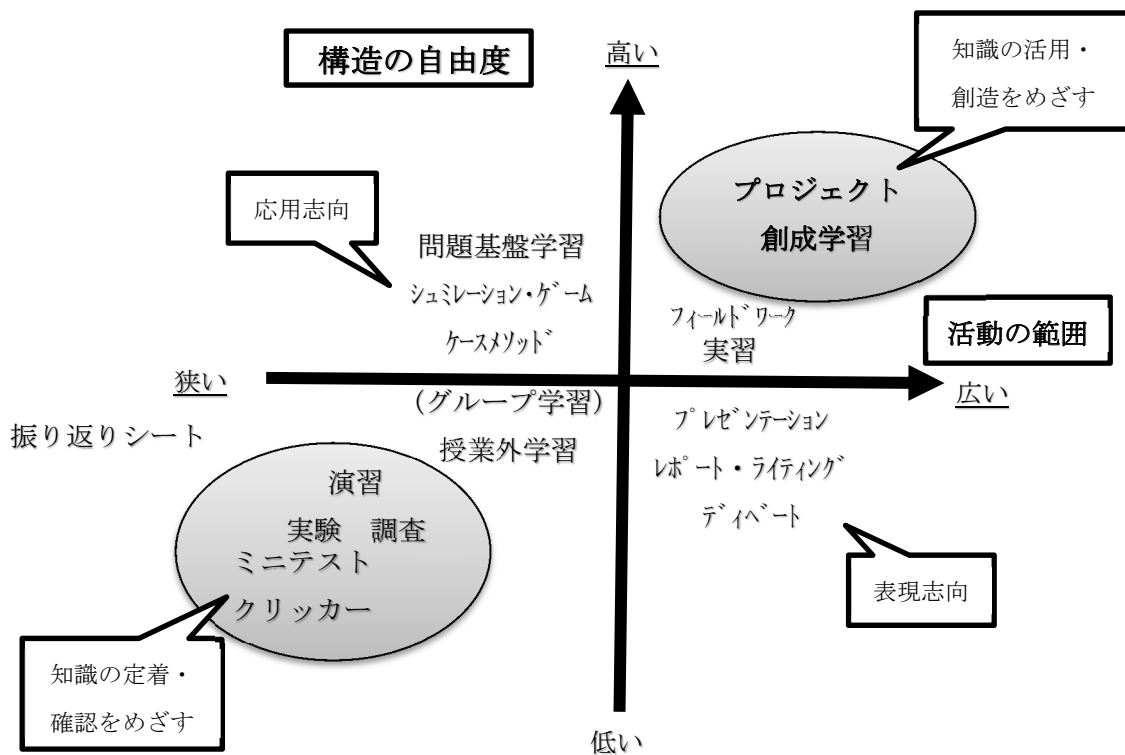 構造の自由度
高い
知識の活用・
創造をめざす
プロジェクト
創成学習
応用志向
問題基盤学習
ｼｭﾐﾚｰｼｮﾝ・ｹﾞｰﾑ
ｹｰｽﾒｿｯﾄﾞ
ﾌｨｰﾙﾄﾞﾜｰｸ
実習
活動の範囲
狭い
広い
(グループ学習)
授業外学習
振り返りシート
ﾌﾟﾚｾﾞﾝﾃｰｼｮﾝ
ﾚﾎﾟｰﾄ・ﾗｲﾃｨﾝｸﾞ
ﾃﾞｨﾍﾞｰﾄ
演習
実験　調査
ミニテスト
クリッカー
表現志向
知識の定着・
確認をめざす
低い